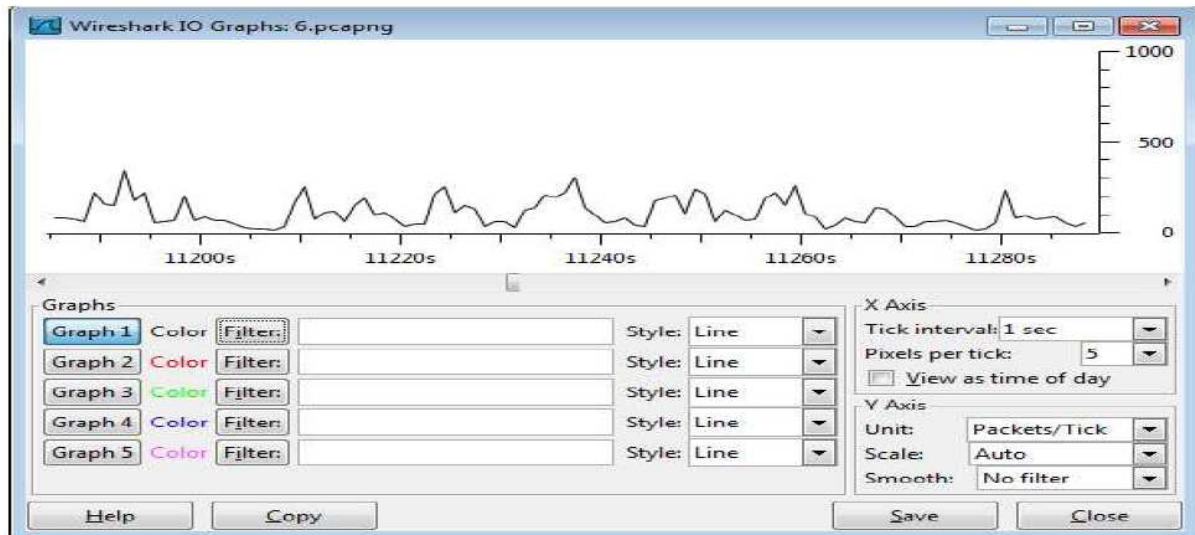 Wireshark IO Graphs: 6.pcapng
1000
500
0
11200s 11220s 11240s 11260s 11280s
Graphs
Graph 1 Color Filter: Style: Line
Graph 2 Color Filter: Style: Line
Graph 3 Color Filter: Style: Line
Graph 4 Color Filter: Style: Line
Graph 5 Color Filter: Style: Line
X Axis
Tick interval: 1 sec
Pixels per tick: 5
View as time of day
Y Axis
Unit: Packets/Tick
Scale: Auto
Smooth: No filter
Help Copy Save Close